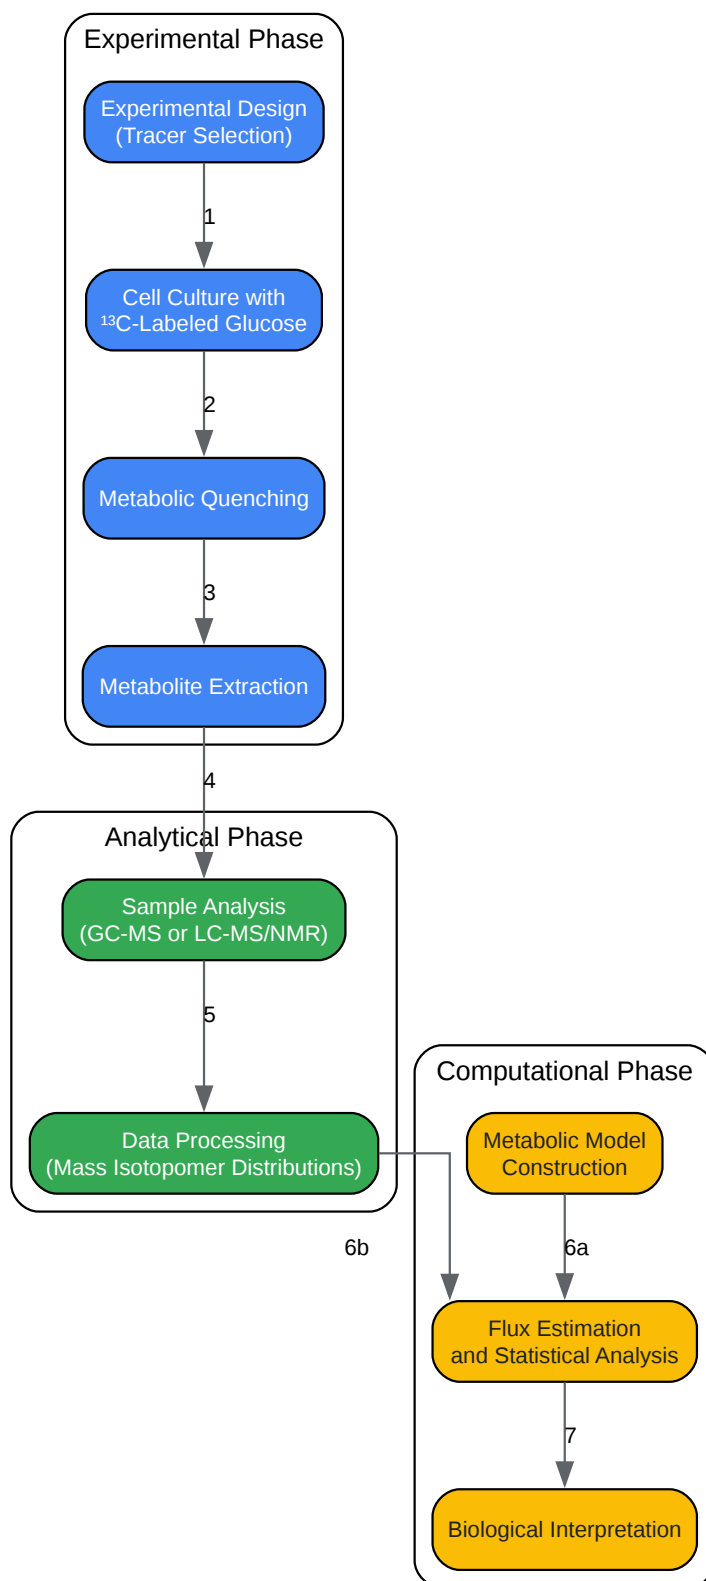 Experimental Phase
Experimental Design
(Tracer Selection)
1
Cell Culture with
¹³C-Labeled Glucose
2
Metabolic Quenching
3
Metabolite Extraction
4
Analytical Phase
Sample Analysis
(GC-MS or LC-MS/NMR)
5
Data Processing
(Mass Isotopomer Distributions)
Computational Phase
Metabolic Model
Construction
6b
6a
Flux Estimation
and Statistical Analysis
7
Biological Interpretation